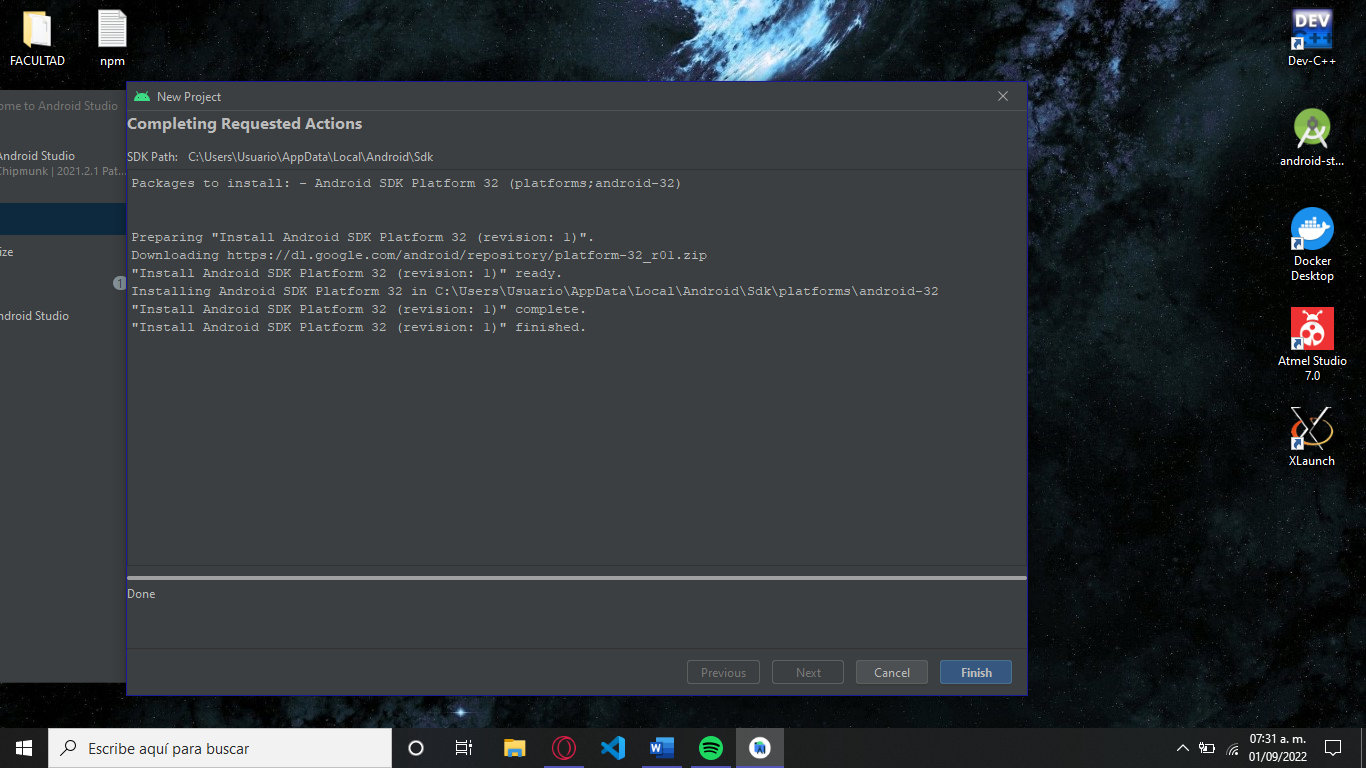 FACULTAD
npm
DEV
C++
Dev-C++
ome to Android Studio
New Project
Completing Requested Actions
Android Studio
Chipmunk | 2021.2.1 Pat...
SDK Path: C:\Users\Usuario\AppData\Local\Android\Sdk
android-st...
Packages to install: - Android SDK Platform 32 (platforms;android-32)
Preparing "Install Android SDK Platform 32 (revision: 1)".
ize
Downloading https://dl.google.com/android/repository/platform-32_r01.zip
"Install Android SDK Platform 32 (revision: 1)" ready.
Docker
Desktop
1
Installing Android SDK Platform 32 in C:\Users\Usuario\AppData\Local\Android\Sdk\platforms\android-32
"Install Android SDK Platform 32 (revision: 1)" complete.
ndroid Studio
"Install Android SDK Platform 32 (revision: 1)" finished.
Atmel Studio
7.0
XLaunch
Done
Previous
Next
Cancel
Finish
Escribe aquí para buscar
07:31 a. m.
01/09/2022